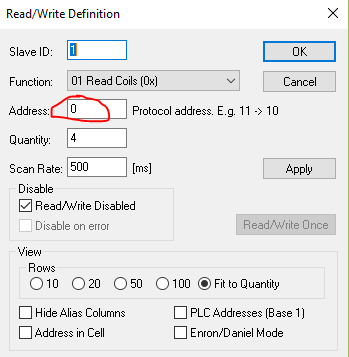 Read/Write Definition
Slave ID: 1 OK
Function: 01 Read Coils (0x) Cancel
Address: 0 Protocol address. E.g. 11 -> 10
Quantity: 4
Scan Rate: 500 [ms] Apply
Disable
Read/Write Disabled
Disable on error Read/Write Once
View
Rows
10 20 50 100 Fit to Quantity
Hide Alias Columns PLC Addresses (Base 1)
Address in Cell Enron/Daniel Mode